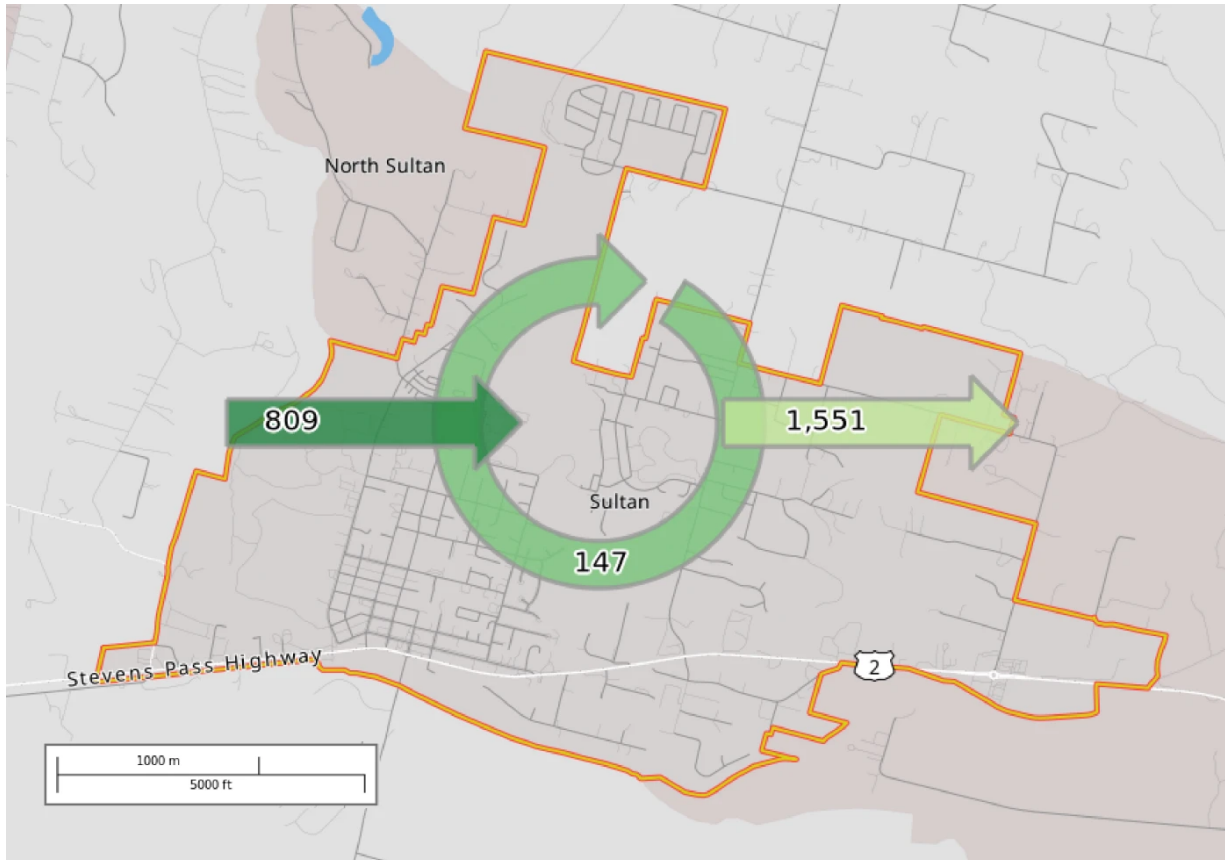 North Sultan
809
1,551
Sultan
147
Stevens Pass Highway
2
1000 m
5000 ft